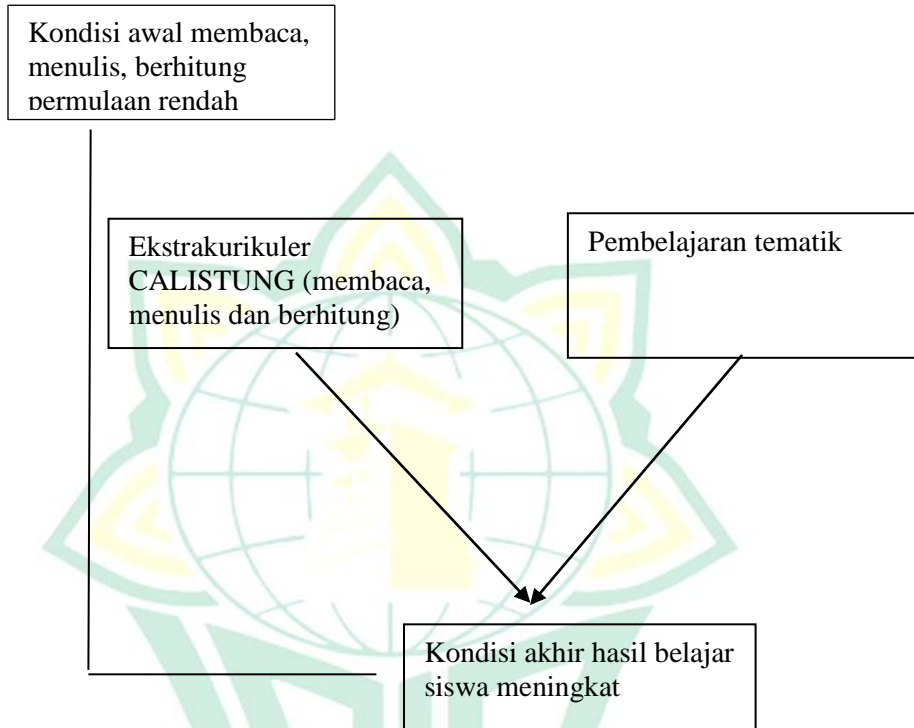 Kondisi awal membaca,
menulis, berhitung
permulaan rendah
Ekstrakurikuler
CALISTUNG (membaca,
menulis dan berhitung)
Pembelajaran tematik
Kondisi akhir hasil belajar
siswa meningkat